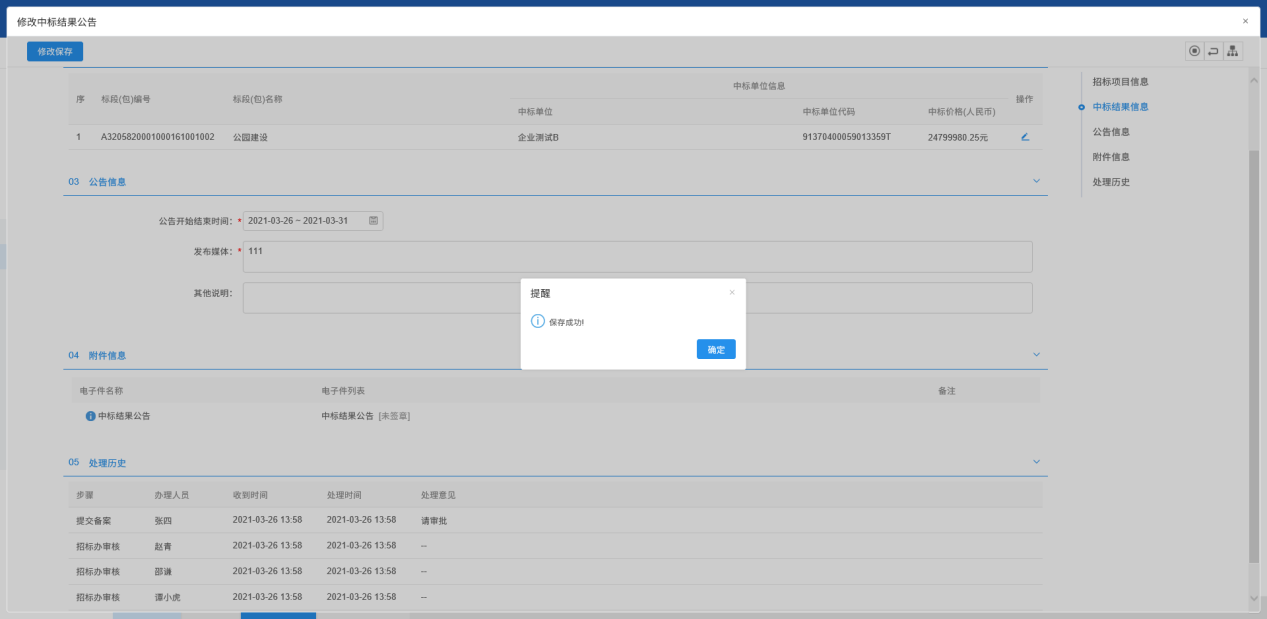 修改中标结果公告
修改保存
中标单位信息
序 标段(包)编号 标段(包)名称 操作
中标单位 中标单位代码 中标价格(人民币)
1 A3205820001000161001002 公园建设 企业测试B 91370400059013359T 24799980.25元
03 公告信息
公告开始结束时间: * 2021-03-26 ~ 2021-03-31
发布媒体: * 111
其他说明:
提醒
保存成功!
确定
04 附件信息
电子件名称 电子件列表 备注
中标结果公告 中标结果公告 [未签章]
05 处理历史
步骤 办理人员 收到时间 处理时间 处理意见
提交备案 张四 2021-03-26 13:58 2021-03-26 13:58 请审批
招标办审核 赵青 2021-03-26 13:58 2021-03-26 13:58 --
招标办审核 邵谦 2021-03-26 13:58 2021-03-26 13:58 --
招标办审核 谭小虎 2021-03-26 13:58 2021-03-26 13:58 --
招标项目信息
中标结果信息
公告信息
附件信息
处理历史